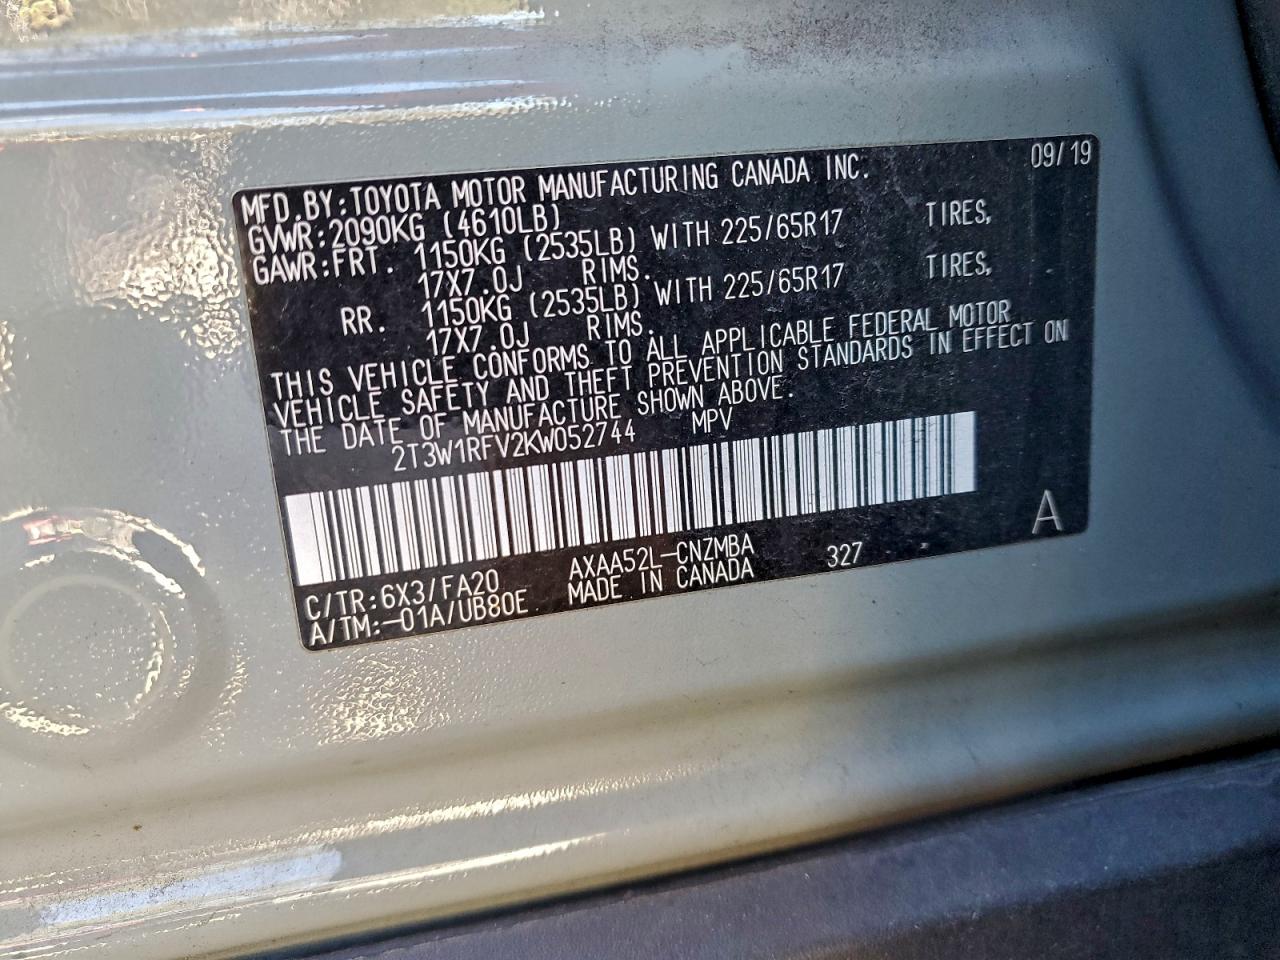 09/19
MFD.BY:TOYOTA MOTOR MANUFACTURING CANADA INC.
GVWR:2090KG (4610LB)
GAWR:FRT. 1150KG (2535LB) WITH 225/65R17 TIRES,
17X7.0J RIMS.
RR. 1150KG (2535LB) WITH 225/65R17 TIRES,
17X7.0J RIMS.
THIS VEHICLE CONFORMS TO ALL APPLICABLE FEDERAL MOTOR
VEHICLE SAFETY AND THEFT PREVENTION STANDARDS IN EFFECT ON
THE DATE OF MANUFACTURE SHOWN ABOVE.
2T3W1RFV2KW052744 MPV
A
C/TR:6X3/FA20 AXAA52L-CNZMBA 327
A/TM:-01A/UB80E MADE IN CANADA